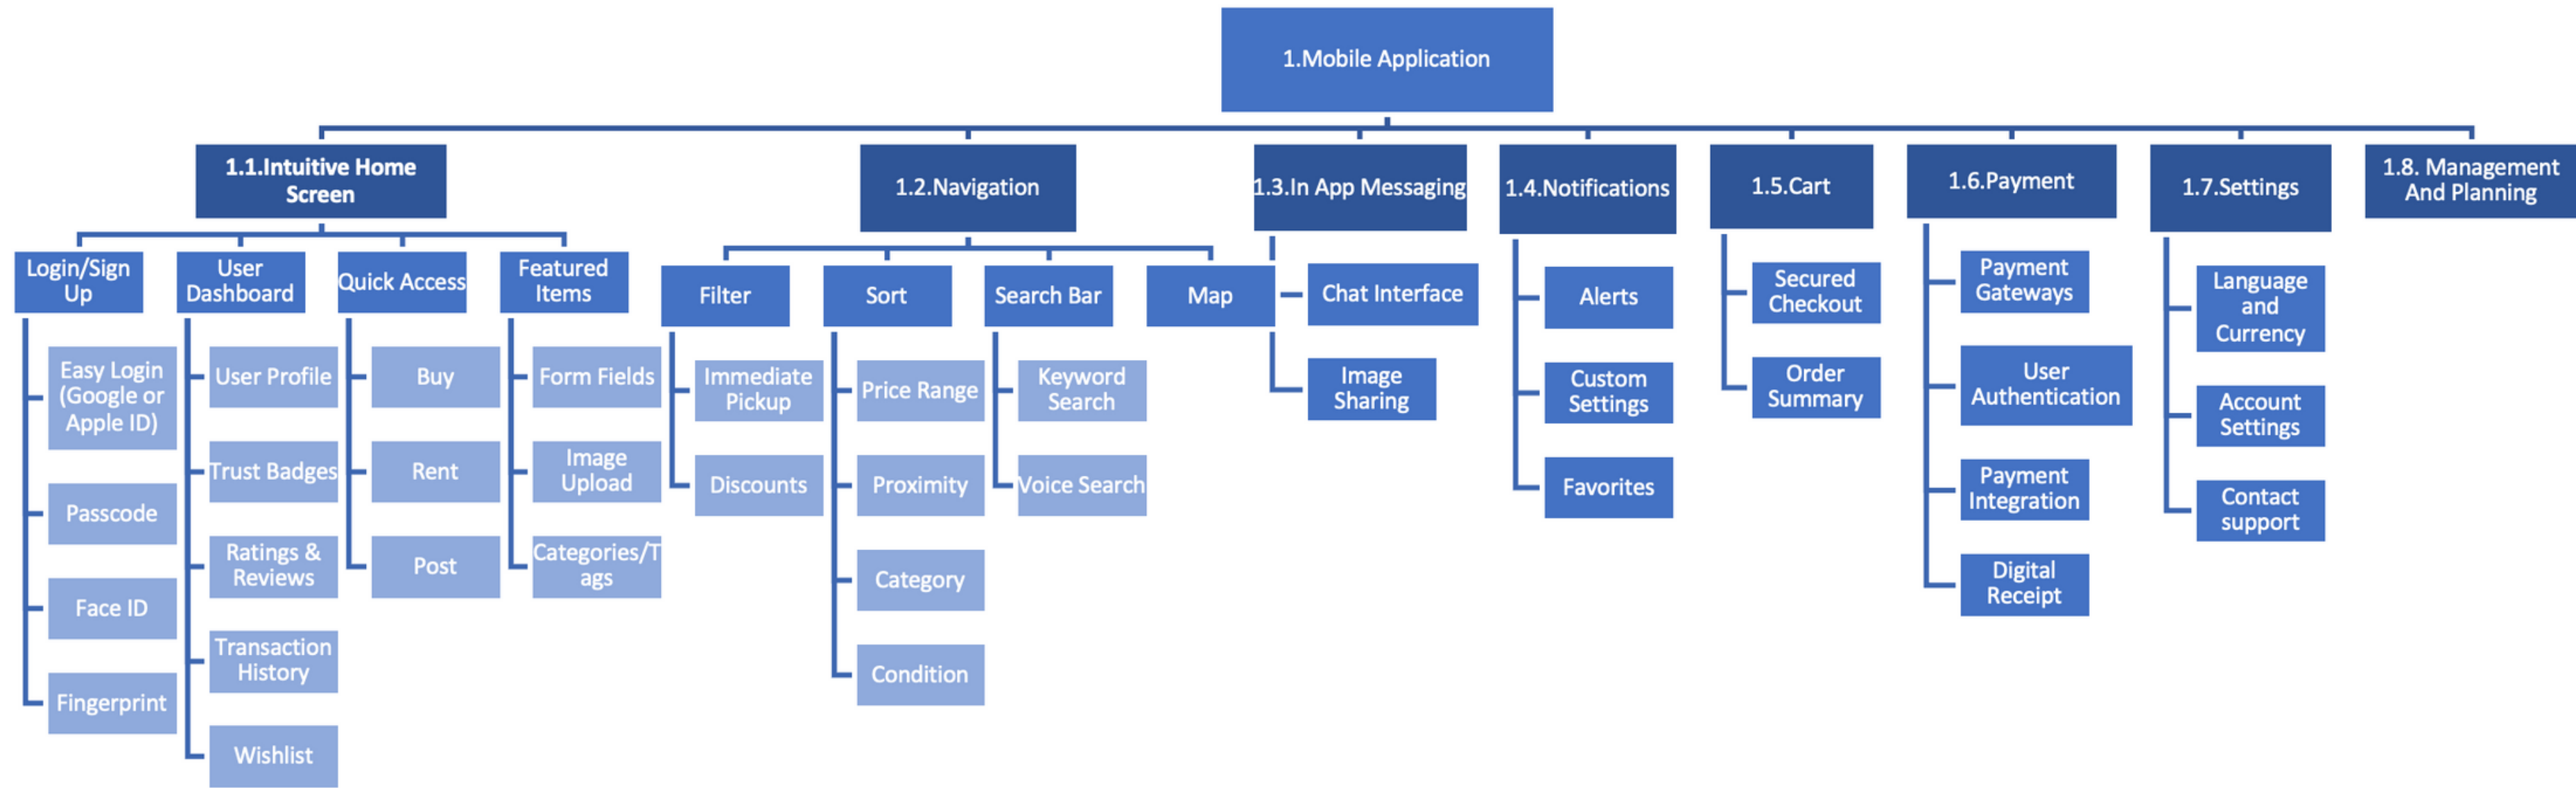 1.Mobile Application
1.1.Intuitive Home
Screen
1.2.Navigation
1.3.In App Messaging
1.4.Notifications
1.5.Cart
1.6.Payment
1.7.Settings
1.8. Management
And Planning
Login/Sign
Up
User
Dashboard
Quick Access
Featured
Items
Filter
Sort
Search Bar
Map
Easy Login
(Google or
Apple ID)
Passcode
Face ID
Fingerprint
User Profile
Trust Badges
Ratings &
Reviews
Transaction
History
Wishlist
Buy
Rent
Post
Form Fields
Image
Upload
Categories/T
ags
Immediate
Pickup
Discounts
Price Range
Proximity
Category
Condition
Keyword
Search
Voice Search
Chat Interface
Image
Sharing
Alerts
Custom
Settings
Favorites
Secured
Checkout
Order
Summary
Payment
Gateways
User
Authentication
Payment
Integration
Digital
Receipt
Language
and
Currency
Account
Settings
Contact
support